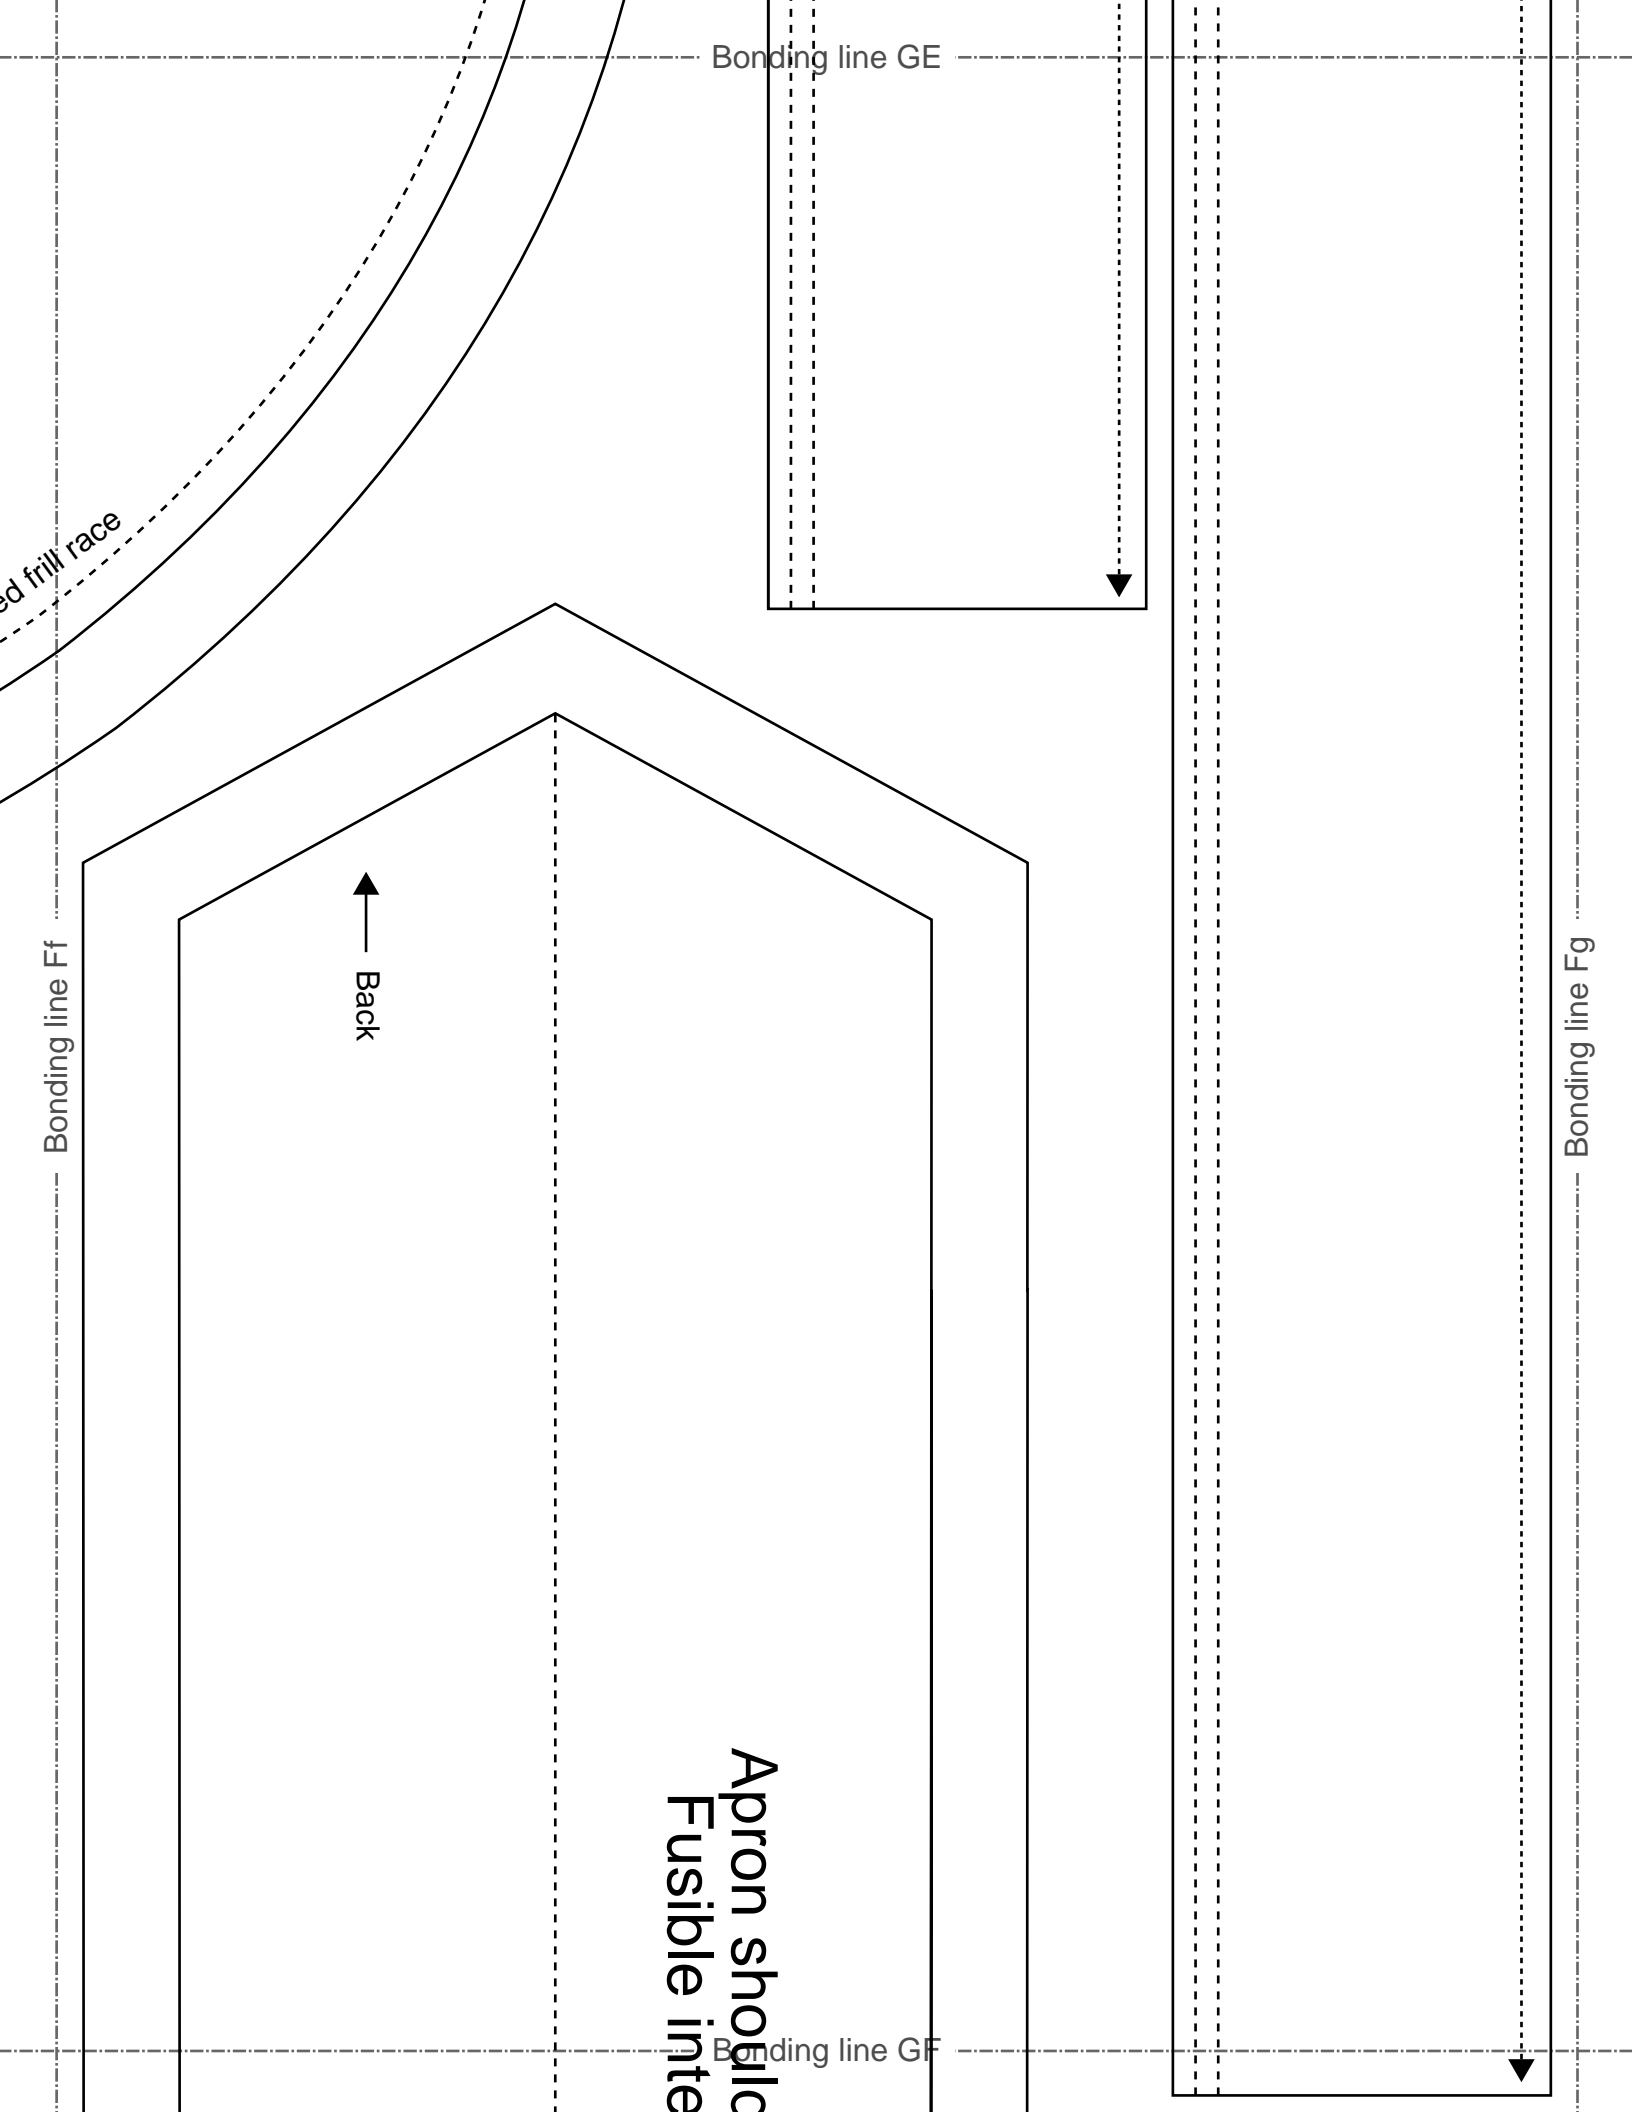 Bonding line GE
ed frill race
Bonding line Ff
Back
Bonding line Fg
Apron should
Fusible inte
Bonding line GF